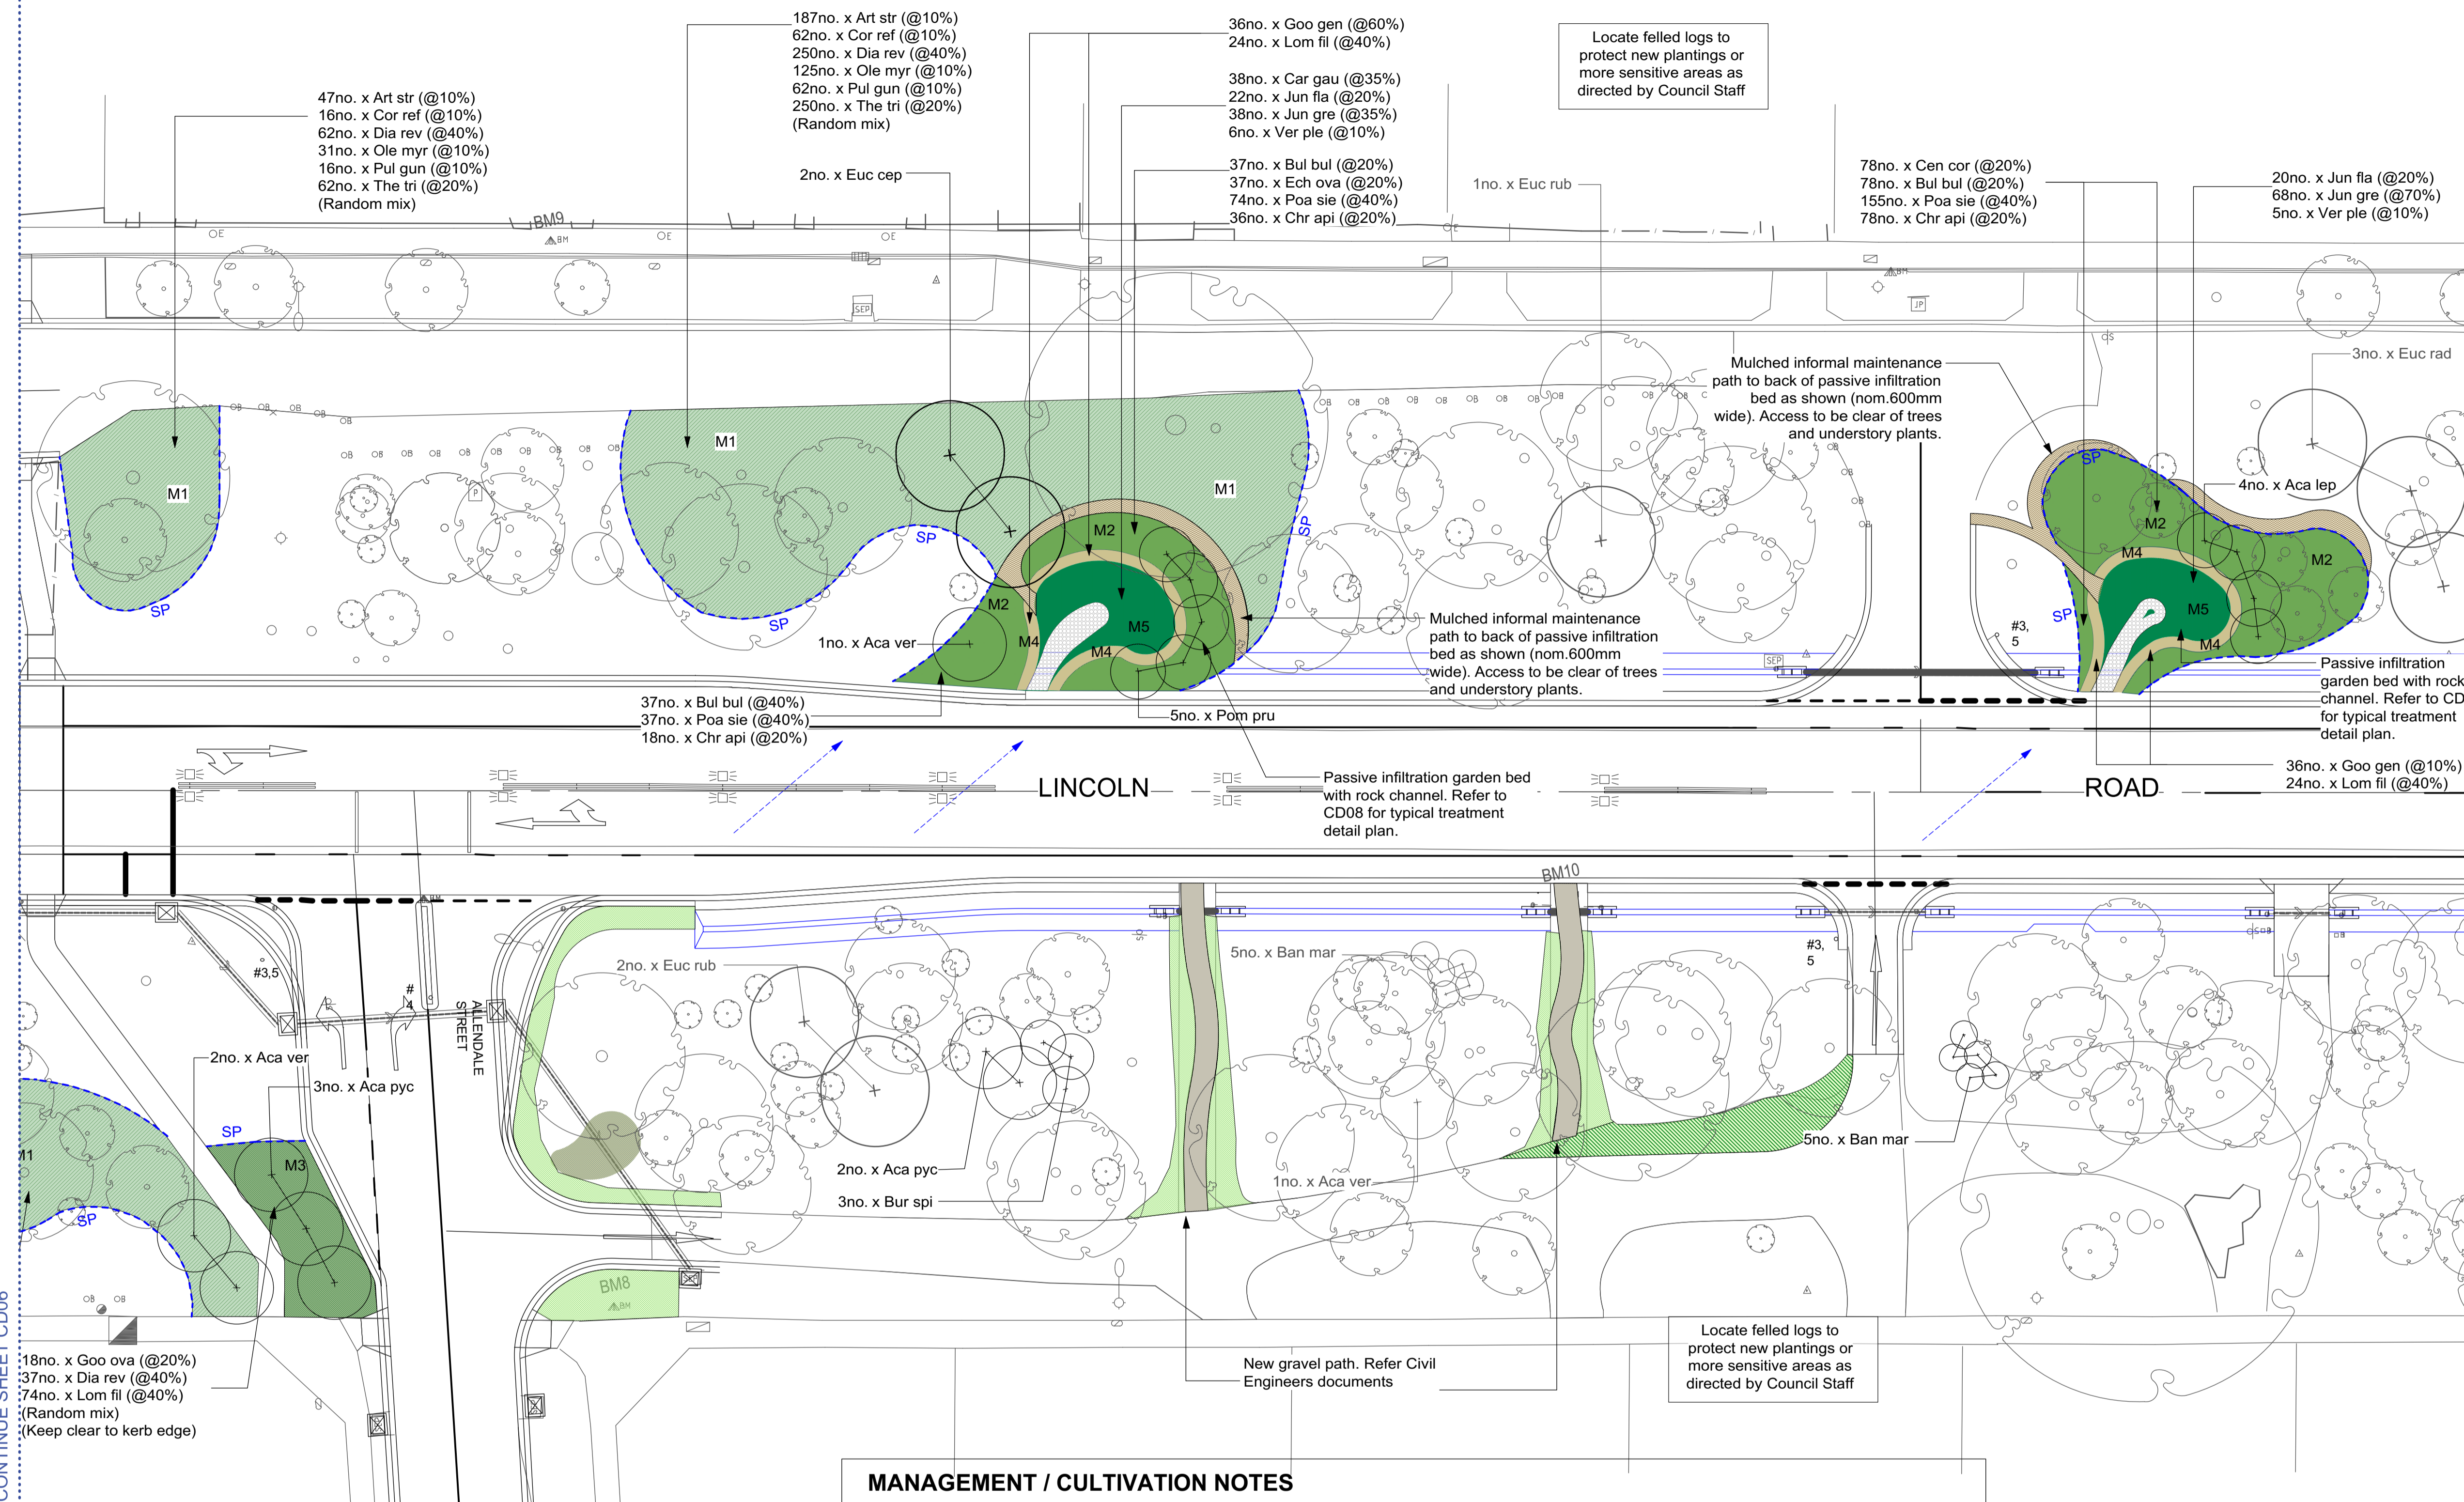 187no. x Art str (@10%)
62no. x Cor ref (@10%)
250no. x Dia rev (@40%)
125no. x Ole myr (@10%)
62no. x Pul gun (@10%)
250no. x The tri (@20%)
(Random mix)
36no. x Goo gen (@60%)
24no. x Lom fil (@40%)
Locate felled logs to
protect new plantings or
more sensitive areas as
directed by Council Staff
47no. x Art str (@10%)
16no. x Cor ref (@10%)
62no. x Dia rev (@40%)
31no. x Ole myr (@10%)
16no. x Pul gun (@10%)
62no. x The tri (@20%)
(Random mix)
38no. x Car gau (@35%)
22no. x Jun fla (@20%)
38no. x Jun gre (@35%)
6no. x Ver ple (@10%)
2no. x Euc cep
37no. x Bul bul (@20%)
37no. x Ech ova (@20%)
74no. x Poa sie (@40%)
36no. x Chr api (@20%)
1no. x Euc rub
78no. x Cen cor (@20%)
78no. x Bul bul (@20%)
155no. x Poa sie (@40%)
78no. x Chr api (@20%)
20no. x Jun fla (@20%)
68no. x Jun gre (@70%)
5no. x Ver ple (@10%)
BM9
BM
E
E
E
E
BM
SEP
JP
S
Mulched informal maintenance
path to back of passive infiltration
bed as shown (nom.600mm
wide). Access to be clear of trees
and understory plants.
3no. x Euc rad
M1
M1
M1
P
SP
4no. x Aca lep
M2
M2
M2
M4
SP
SP
SP
SP
M2
M5
M4
M4
1no. x Aca ver
Mulched informal maintenance
path to back of passive infiltration
bed as shown (nom.600mm
wide). Access to be clear of trees
and understory plants.
SEP
#3,
5
SP
M5
M4
Passive infiltration
garden bed with rock
channel. Refer to CD
for typical treatment
detail plan.
37no. x Bul bul (@40%)
37no. x Poa sie (@40%)
18no. x Chr api (@20%)
5no. x Pom pru
Passive infiltration garden bed
with rock channel. Refer to
CD08 for typical treatment
detail plan.
36no. x Goo gen (@10%)
24no. x Lom fil (@40%)
LINCOLN
ROAD
BM10
#3,5
#
4
ALLENDALE
STREET
2no. x Euc rub
5no. x Ban mar
#3,
5
2no. x Aca ver
3no. x Aca pyc
SP
M3
M1
SP
2no. x Aca pyc
3no. x Bur spi
1no. x Aca ver
5no. x Ban mar
BM8
BM
18no. x Goo ova (@20%)
37no. x Dia rev (@40%)
74no. x Lom fil (@40%)
(Random mix)
(Keep clear to kerb edge)
New gravel path. Refer Civil
Engineers documents
Locate felled logs to
protect new plantings or
more sensitive areas as
directed by Council Staff
CONTINUE SHEET CD06
MANAGEMENT / CULTIVATION NOTES